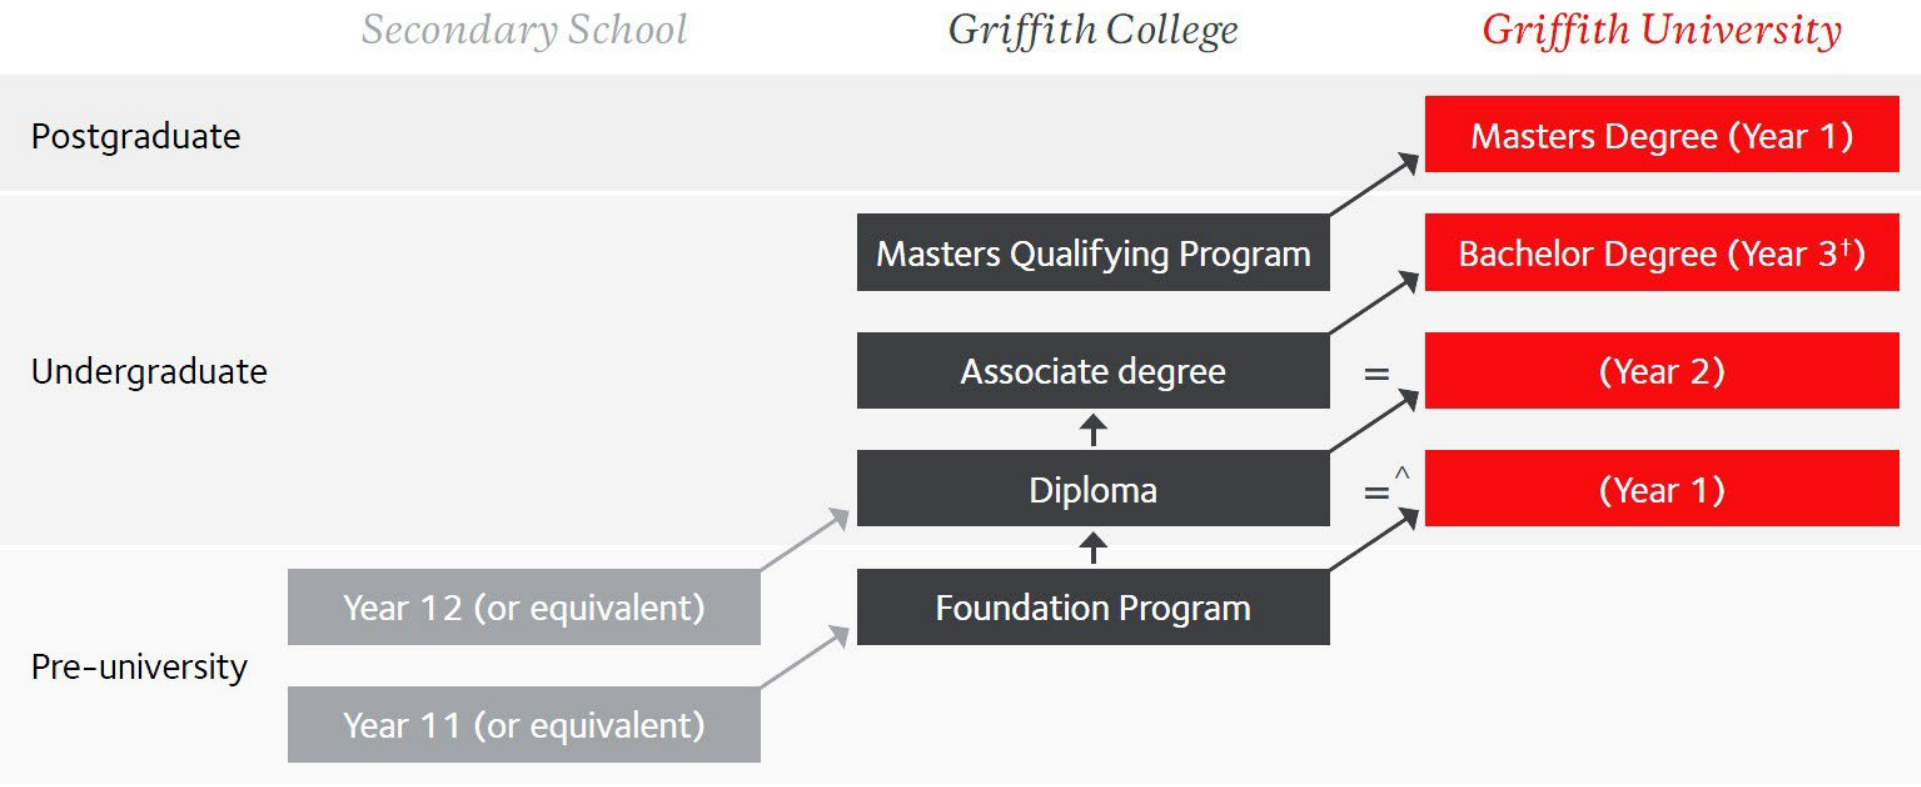 Secondary School Griffith College Griffith University
Postgraduate Masters Degree (Year 1)
Masters Qualifying Program Bachelor Degree (Year 3†)
Undergraduate Associate degree = (Year 2)
Diploma =^ (Year 1)
Year 12 (or equivalent) Foundation Program
Pre-university
Year 11 (or equivalent)